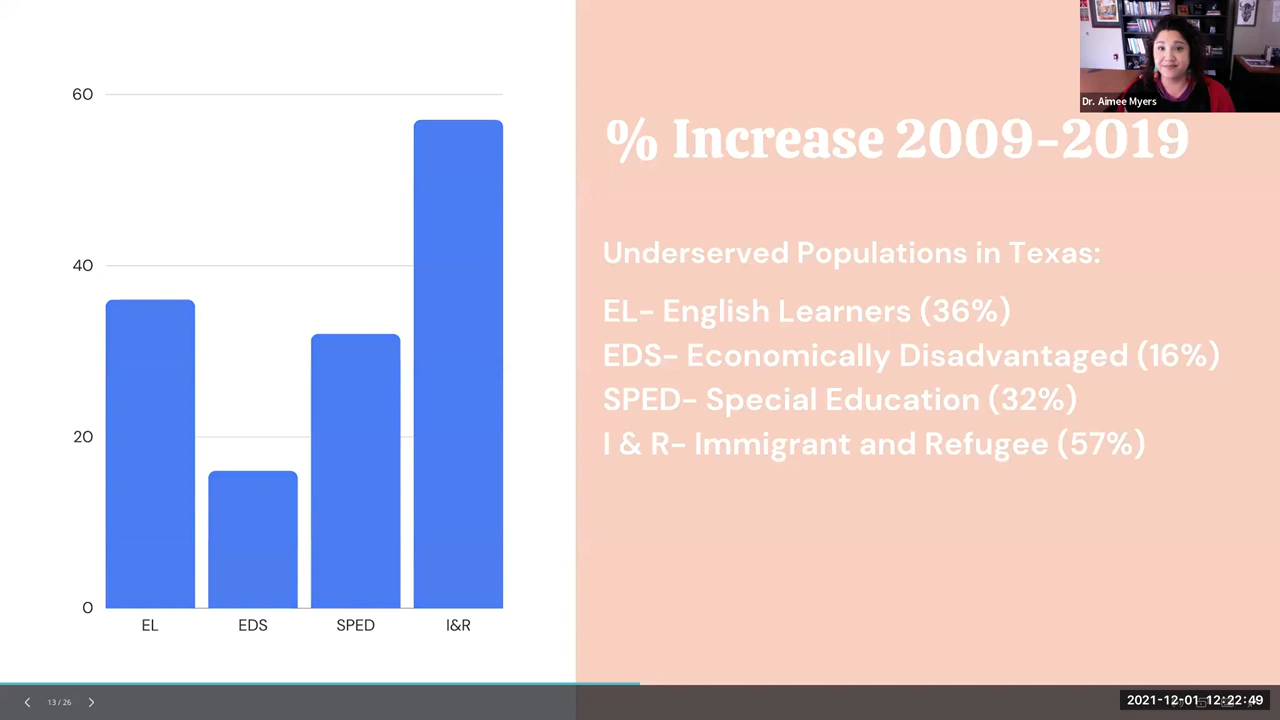 60
40
20
0
EL
EDS
SPED
I&R
Dr. Aimee Myers
% Increase 2009-2019
Underserved Populations in Texas:
EL- English Learners (36%)
EDS- Economically Disadvantaged (16%)
SPED- Special Education (32%)
I & R- Immigrant and Refugee (57%)
13 / 26
2021-12-01 12:22:49